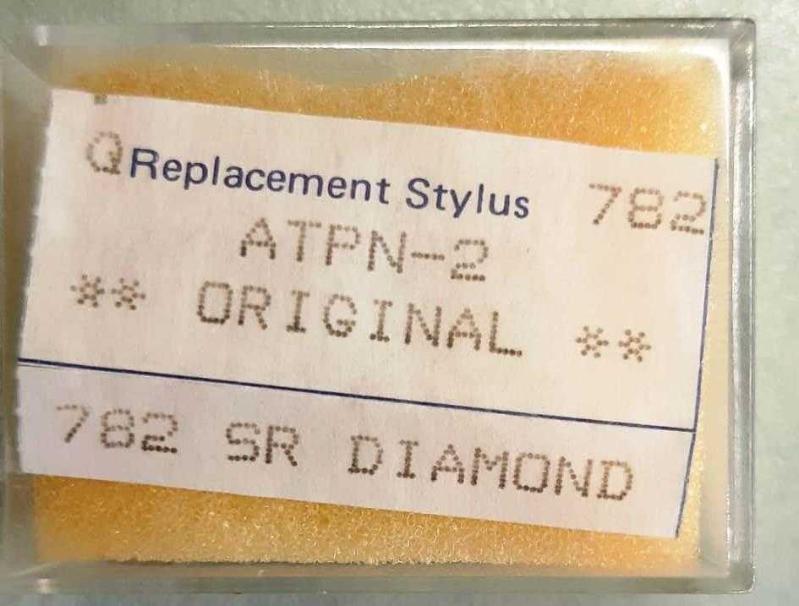 Q Replacement Stylus 782
ATPN-2
** ORIGINAL **
782 SR DIAMOND